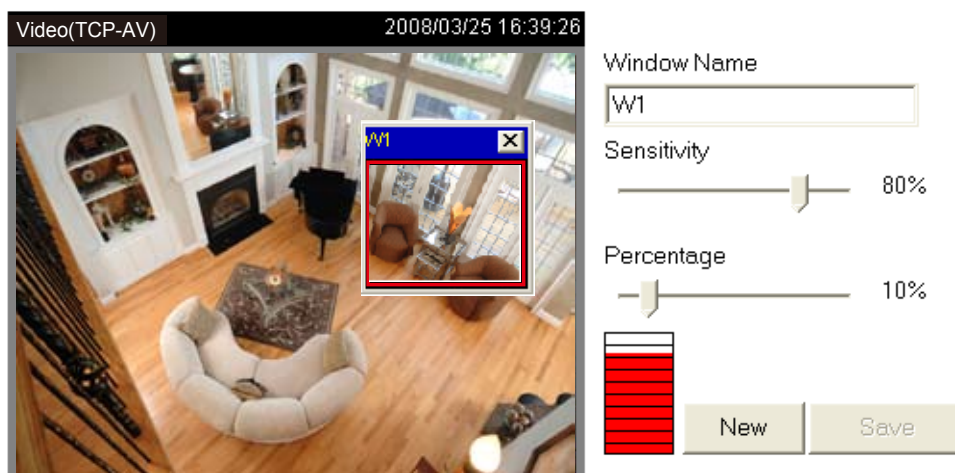 Video(TCP-AV) 2008/03/25 16:39:26
W1
Window Name
W1
Sensitivity
80%
Percentage
10%
New Save